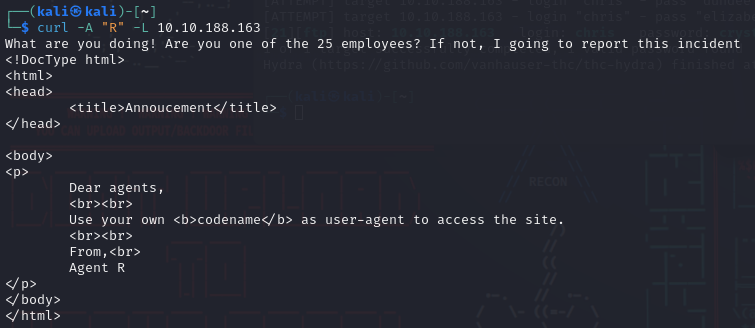 ┌──(kali㉿kali)-[~]
└─$ curl -A "R" -L 10.10.188.163
What are you doing! Are you one of the 25 employees? If not, I going to report this incident
<!DocType html>
<html>
<head>
<title>Annoucement</title>
</head>
<body>
<p>
Dear agents,
<br><br>
Use your own <b>codename</b> as user-agent to access the site.
<br><br>
From,<br>
Agent R
</p>
</body>
</html>
RECON